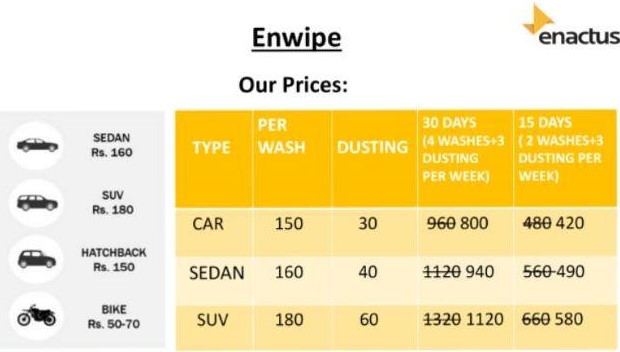 enactus
Enwipe
Our Prices:
SEDAN
Rs. 160
SUV
Rs. 180
HATCHBACK
Rs. 150
BIKE
Rs. 50-70
TYPE PER WASH DUSTING 30 DAYS (4 WASHES+3 DUSTING PER WEEK) 15 DAYS ( 2 WASHES+3 DUSTING PER WEEK)
CAR 150 30 960 800 480 420
SEDAN 160 40 1120 940 560 490
SUV 180 60 1320 1120 660 580